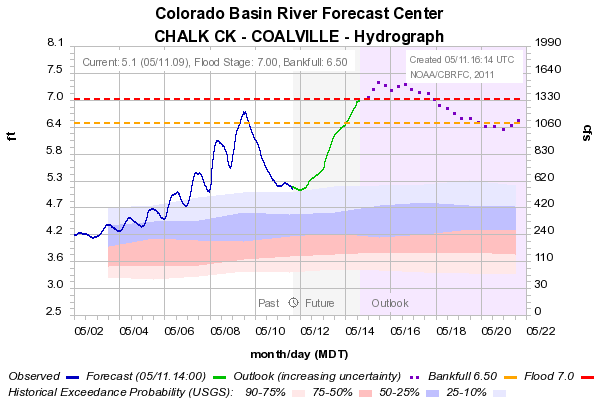 Colorado Basin River Forecast Center
CHALK CK - COALVILLE - Hydrograph
8.1 1990
Current: 5.1 (05/11.09), Flood Stage: 7.00, Bankfull: 6.50
Created 05/11.16:14 UTC
NOAA/CBRFC, 2011
7.5 1640
7.0 1330
6.4 1060
ft cfs
5.8 830
5.3 620
4.7 420
4.2 240
3.6 110
3.0 30
2.5 0
Past Future Outlook
05/02 05/04 05/06 05/08 05/10 05/12 05/14 05/16 05/18 05/20 05/22
month/day (MDT)
Observed Forecast (05/11.14:00) Outlook (increasing uncertainty) Bankfull 6.50 Flood 7.0
Historical Exceedance Probability (USGS): 90-75% 75-50% 50-25% 25-10%